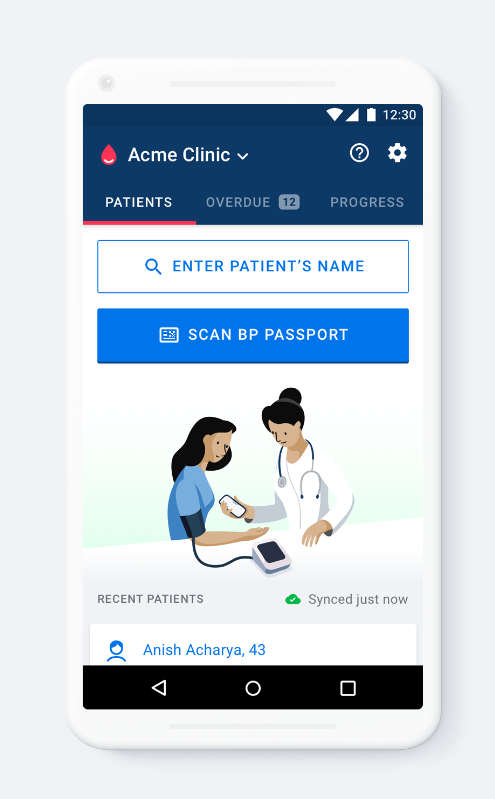 12:30
Acme Clinic
PATIENTS OVERDUE 12 PROGRESS
ENTER PATIENT’S NAME
SCAN BP PASSPORT
RECENT PATIENTS Synced just now
Anish Acharya, 43